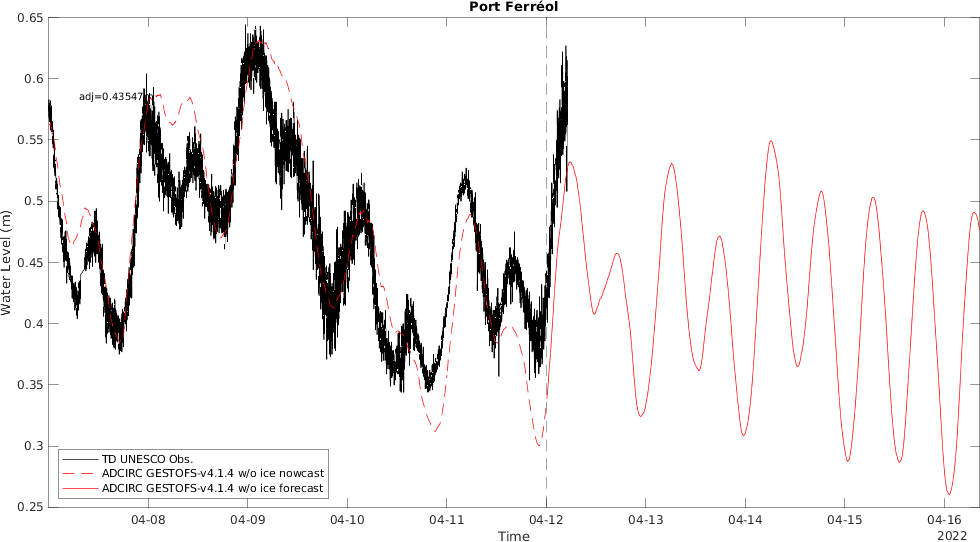 Port Ferréol
0.65
0.6
0.55
0.5
0.45
0.4
0.35
0.3
0.25
Water Level (m)
adj=0.43547
TD UNESCO Obs.
ADCIRC GESTOFS-v4.1.4 w/o ice nowcast
ADCIRC GESTOFS-v4.1.4 w/o ice forecast
04-08 04-09 04-10 04-11 04-12 04-13 04-14 04-15 04-16
Time
2022